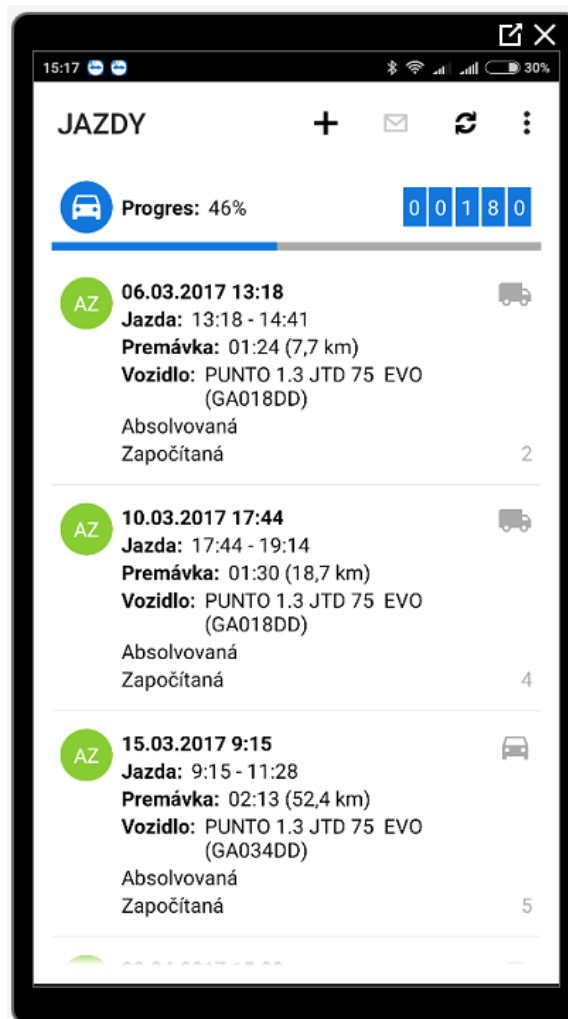 15:17 30%
JAZDY
Progres: 46% 0 0 1 8 0
AZ
06.03.2017 13:18
Jazda: 13:18 - 14:41
Premávka: 01:24 (7,7 km)
Vozidlo: PUNTO 1.3 JTD 75 EVO
(GA018DD)
Absolvovaná
Započítaná 2
AZ
10.03.2017 17:44
Jazda: 17:44 - 19:14
Premávka: 01:30 (18,7 km)
Vozidlo: PUNTO 1.3 JTD 75 EVO
(GA018DD)
Absolvovaná
Započítaná 4
AZ
15.03.2017 9:15
Jazda: 9:15 - 11:28
Premávka: 02:13 (52,4 km)
Vozidlo: PUNTO 1.3 JTD 75 EVO
(GA034DD)
Absolvovaná
Započítaná 5